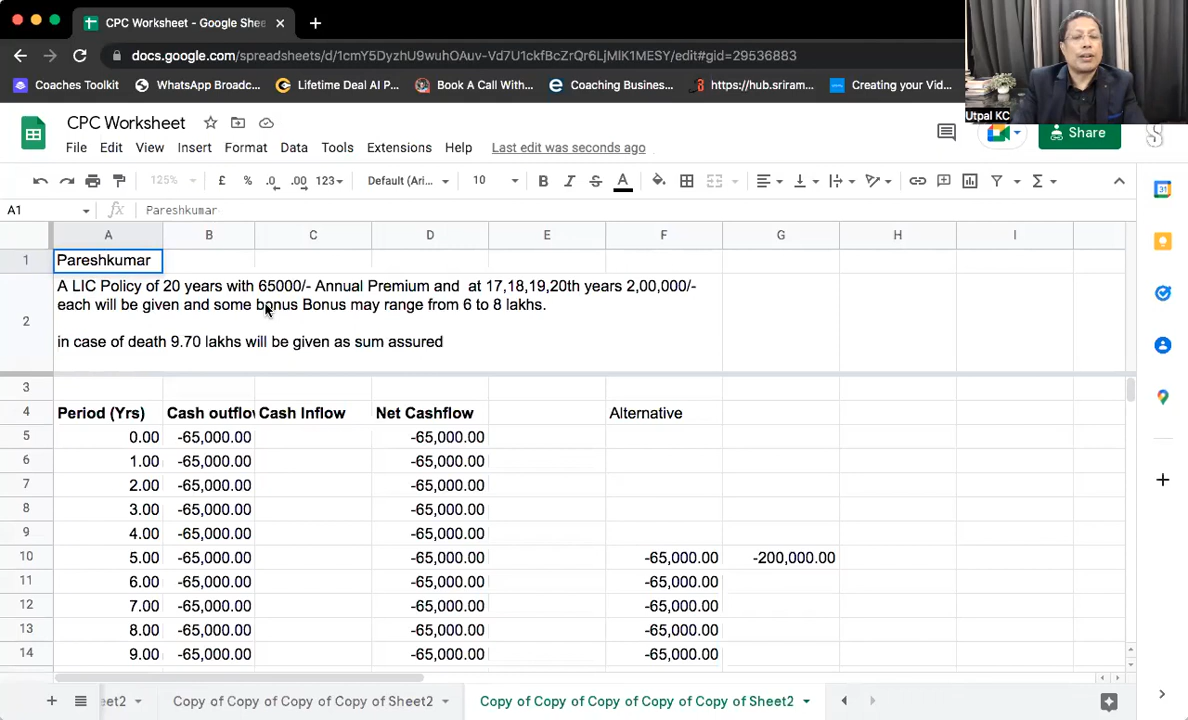 CPC Worksheet - Google Shee
docs.google.com/spreadsheets/d/1cmY5DyzhU9wuhOAuv-Vd7U1ckfBcZrQr6LjMlK1MESY/edit#gid=29536883
Coaches Toolkit WhatsApp Broadc... Lifetime Deal AI P... Book A Call With... Coaching Busines... https://hub.sriram... Creating your Vid...
Utpal KC
CPC Worksheet
Share
File Edit View Insert Format Data Tools Extensions Help Last edit was seconds ago
125% £ % .0 .00 123 Default (Ari... 10 B I S A
A1 fx Pareshkumar
A B C D E F G H I
1 Pareshkumar
2 A LIC Policy of 20 years with 65000/- Annual Premium and at 17,18,19,20th years 2,00,000/-
each will be given and some bonus Bonus may range from 6 to 8 lakhs.
in case of death 9.70 lakhs will be given as sum assured
3
4 Period (Yrs) Cash outflov Cash Inflow Net Cashflow Alternative
5 0.00 -65,000.00 -65,000.00
6 1.00 -65,000.00 -65,000.00
7 2.00 -65,000.00 -65,000.00
8 3.00 -65,000.00 -65,000.00
9 4.00 -65,000.00 -65,000.00
10 5.00 -65,000.00 -65,000.00 -65,000.00 -200,000.00
11 6.00 -65,000.00 -65,000.00 -65,000.00
12 7.00 -65,000.00 -65,000.00 -65,000.00
13 8.00 -65,000.00 -65,000.00 -65,000.00
14 9.00 -65,000.00 -65,000.00 -65,000.00
eet2 Copy of Copy of Copy of Copy of Sheet2 Copy of Copy of Copy of Copy of Copy of Sheet2